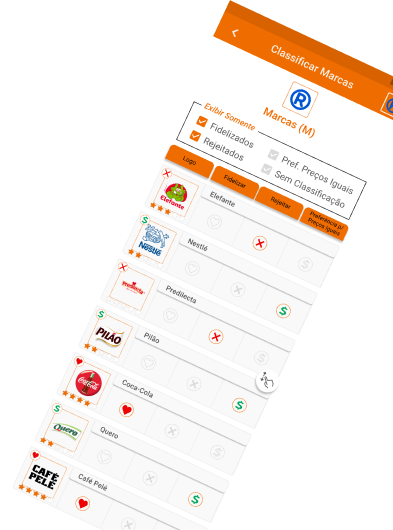 Classificar Marcas
®
Marcas (M)
Exibir Somente
Fidelizados
Pref. Preços Iguais
Rejeitados
Sem Classificação
Logo
Fidelizar
Rejeitar
Preferência p/
Preços Iguais
Elefante
Elefante
$
Nestlé
Nestlé
$
Predilecta
Predilecta
$
PILÃO
Pilão
$
Coca-Cola
Coca-Cola
$
Quero
Quero
$
CAFÉ
PELÉ
Café Pelé